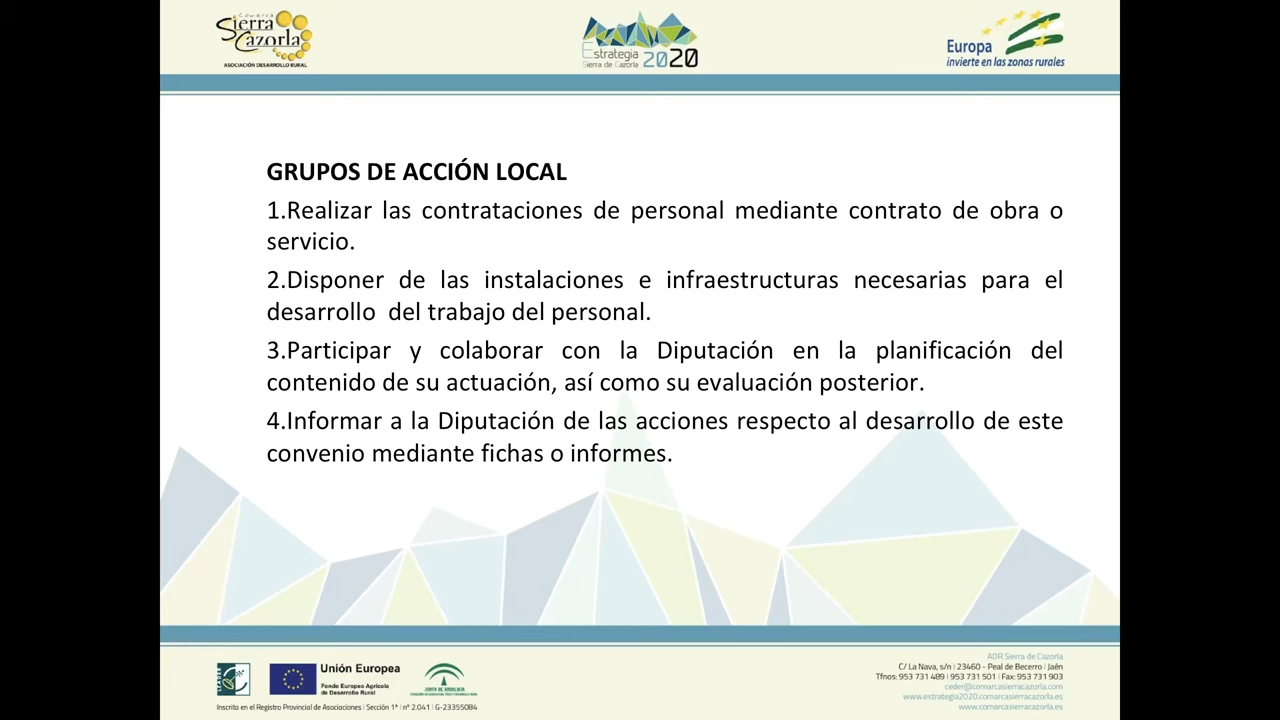 Comarca
Sierra
Cazorla
ASOCIACIÓN DESARROLLO RURAL
Estrategia
Sierra de Cazorla 2020
Europa
invierte en las zonas rurales
GRUPOS DE ACCIÓN LOCAL
1.Realizar las contrataciones de personal mediante contrato de obra o
servicio.
2.Disponer de las instalaciones e infraestructuras necesarias para el
desarrollo  del trabajo del personal.
3.Participar y colaborar con la Diputación en la planificación del
contenido de su actuación, así como su evaluación posterior.
4.Informar a la Diputación de las acciones respecto al desarrollo de este
convenio mediante fichas o informes.
LEADER
Unión Europea
Fondo Europeo Agrícola
de Desarrollo Rural
JUNTA DE ANDALUCIA
Inscrito en el Registro Provincial de Asociaciones | Sección 1ª | nº 2.041 | G-23355084
ADR Sierra de Cazorla
C/ La Nava, s/n | 23460 - Peal de Becerro | Jaén
Tfnos: 953 731 489 | 953 731 501 | Fax: 953 731 903
ceder@comarcasierracazorla.com
www.estrategia2020.comarcasierracazorla.es
www.comarcasierracazorla.es